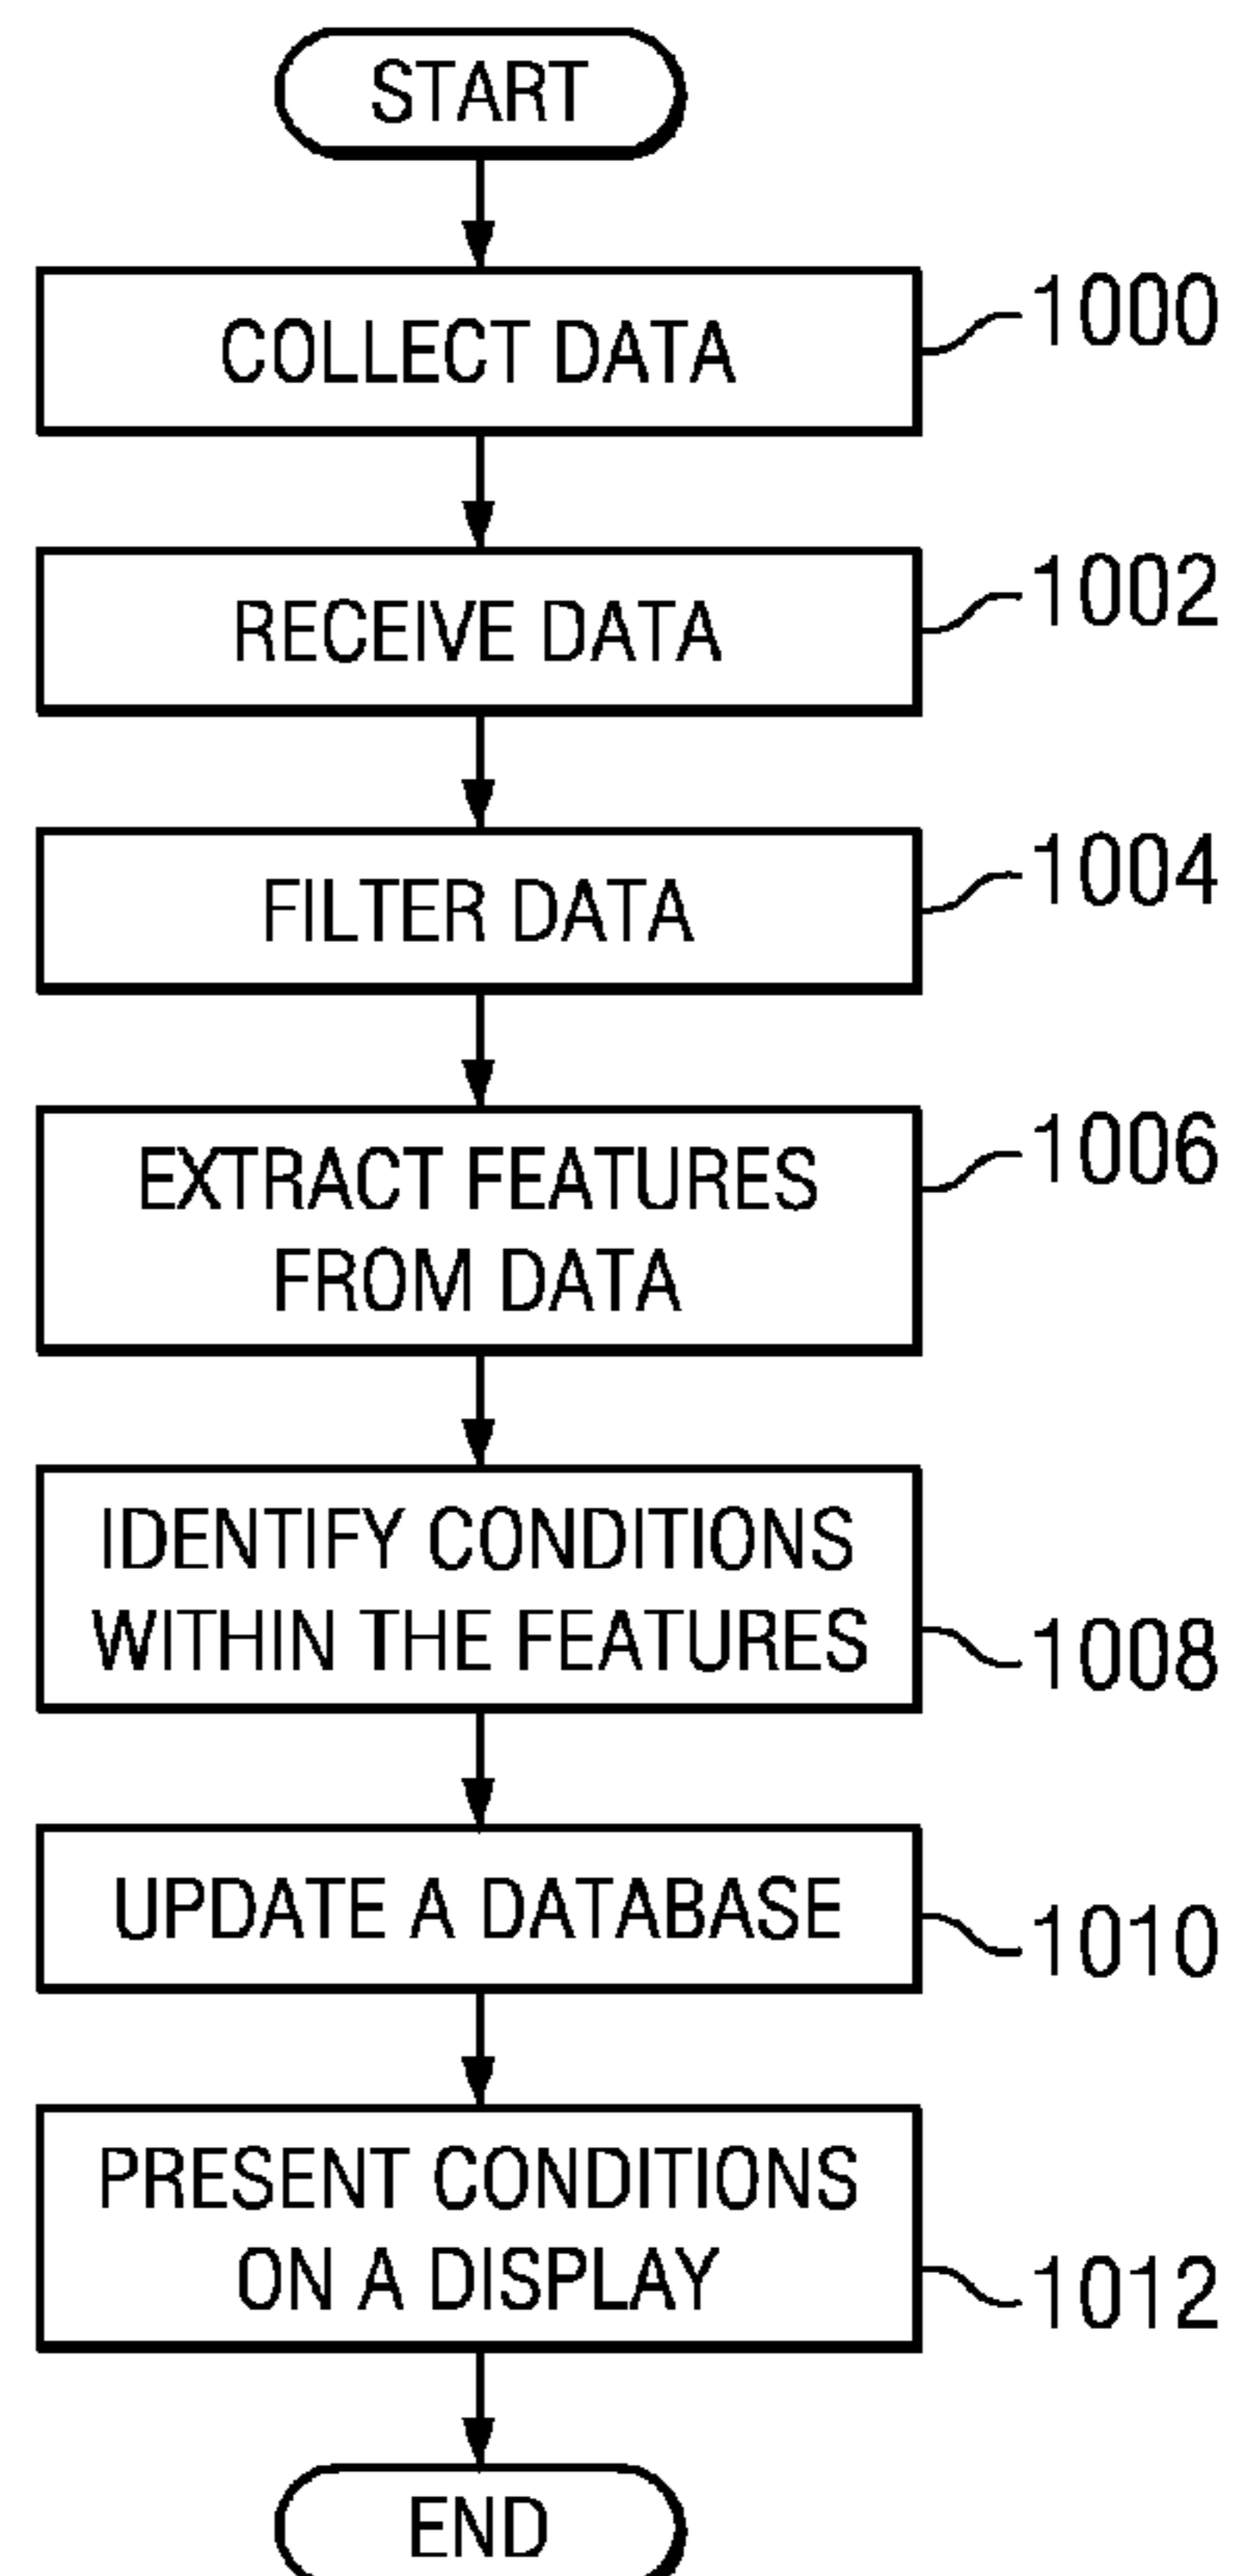 START
COLLECT DATA
1000
RECEIVE DATA
1002
FILTER DATA
1004
EXTRACT FEATURES
FROM DATA
1006
IDENTIFY CONDITIONS
WITHIN THE FEATURES
1008
UPDATE A DATABASE
1010
PRESENT CONDITIONS
ON A DISPLAY
1012
END